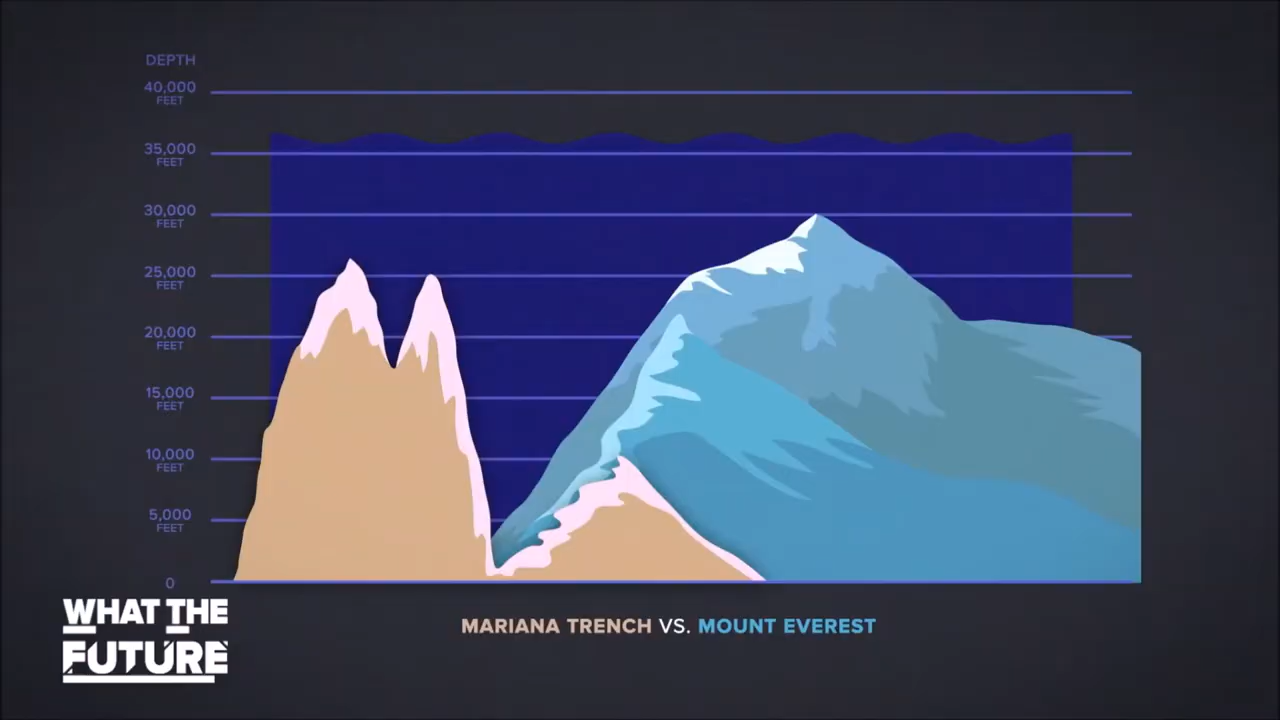 DEPTH
40,000
FEET
35,000
FEET
30,000
FEET
25,000
FEET
20,000
FEET
15,000
FEET
10,000
FEET
5,000
FEET
0
WHAT THE
FUTURE
MARIANA TRENCH VS. MOUNT EVEREST